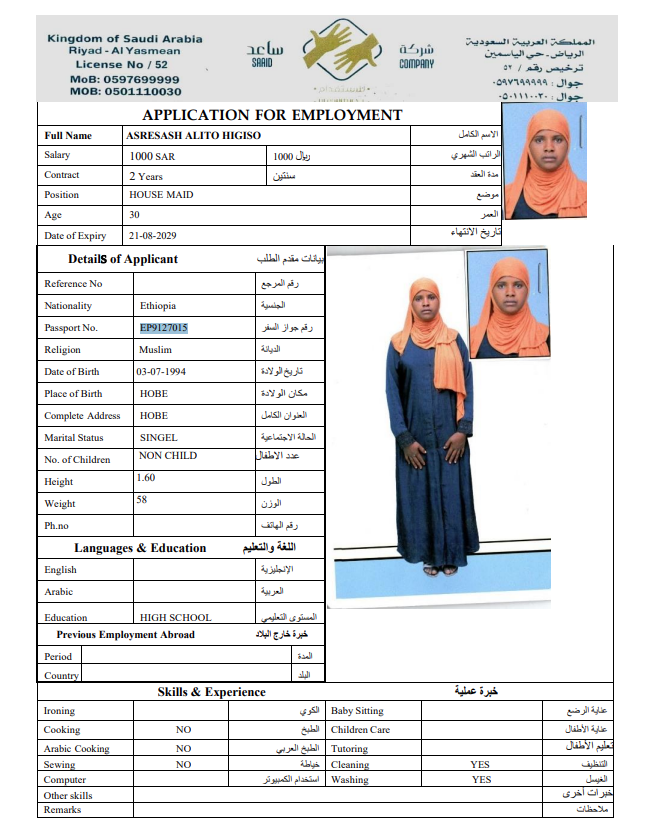 Kingdom of Saudi Arabia
Riyad - Al Yasmean
License No / 52
MoB: 0597699999
MOB: 0501110030
ساعد
SAAID
شركة
COMPANY
المملكة العربية السعودية
الرياض - حي الياسمين
ترخيص رقم / ٥٢
جوال : ٠٥٩٧٦٩٩٩٩٩
جوال : ٠٥٠١١١٠٠٣٠
APPLICATION FOR EMPLOYMENT
Full Name ASRESASH ALITO HIGISO الاسم الكامل
Salary 1000 SAR 1000 ريال الراتب الشهري
Contract 2 Years سنتين مدة العقد
Position HOUSE MAID موضع
Age 30 العمر
Date of Expiry 21-08-2029 تاريخ الانتهاء
Details of Applicant بيانات مقدم الطلب
Reference No رقم المرجع
Nationality Ethiopia الجنسية
Passport No. EP9127015 رقم جواز السفر
Religion Muslim الديانة
Date of Birth 03-07-1994 تاريخ الولادة
Place of Birth HOBE مكان الولادة
Complete Address HOBE العنوان الكامل
Marital Status SINGEL الحالة الاجتماعية
No. of Children NON CHILD عدد الاطفال
Height 1.60 الطول
Weight 58 الوزن
Ph.no رقم الهاتف
Languages & Education اللغة والتعليم
English الإنجليزية
Arabic العربية
Education HIGH SCHOOL المستوى التعليمي
Previous Employment Abroad خبرة خارج البلاد
Period المدة
Country البلد
Skills & Experience خبرة عملية
Ironing الكوي Baby Sitting عناية الرضع
Cooking NO الطبخ Children Care عناية الأطفال
Arabic Cooking NO الطبخ العربي Tutoring تعليم الأطفال
Sewing NO خياطة Cleaning YES التنظيف
Computer استخدام الكمبيوتر Washing YES الغسيل
Other skills خبرات أخرى
Remarks ملاحظات